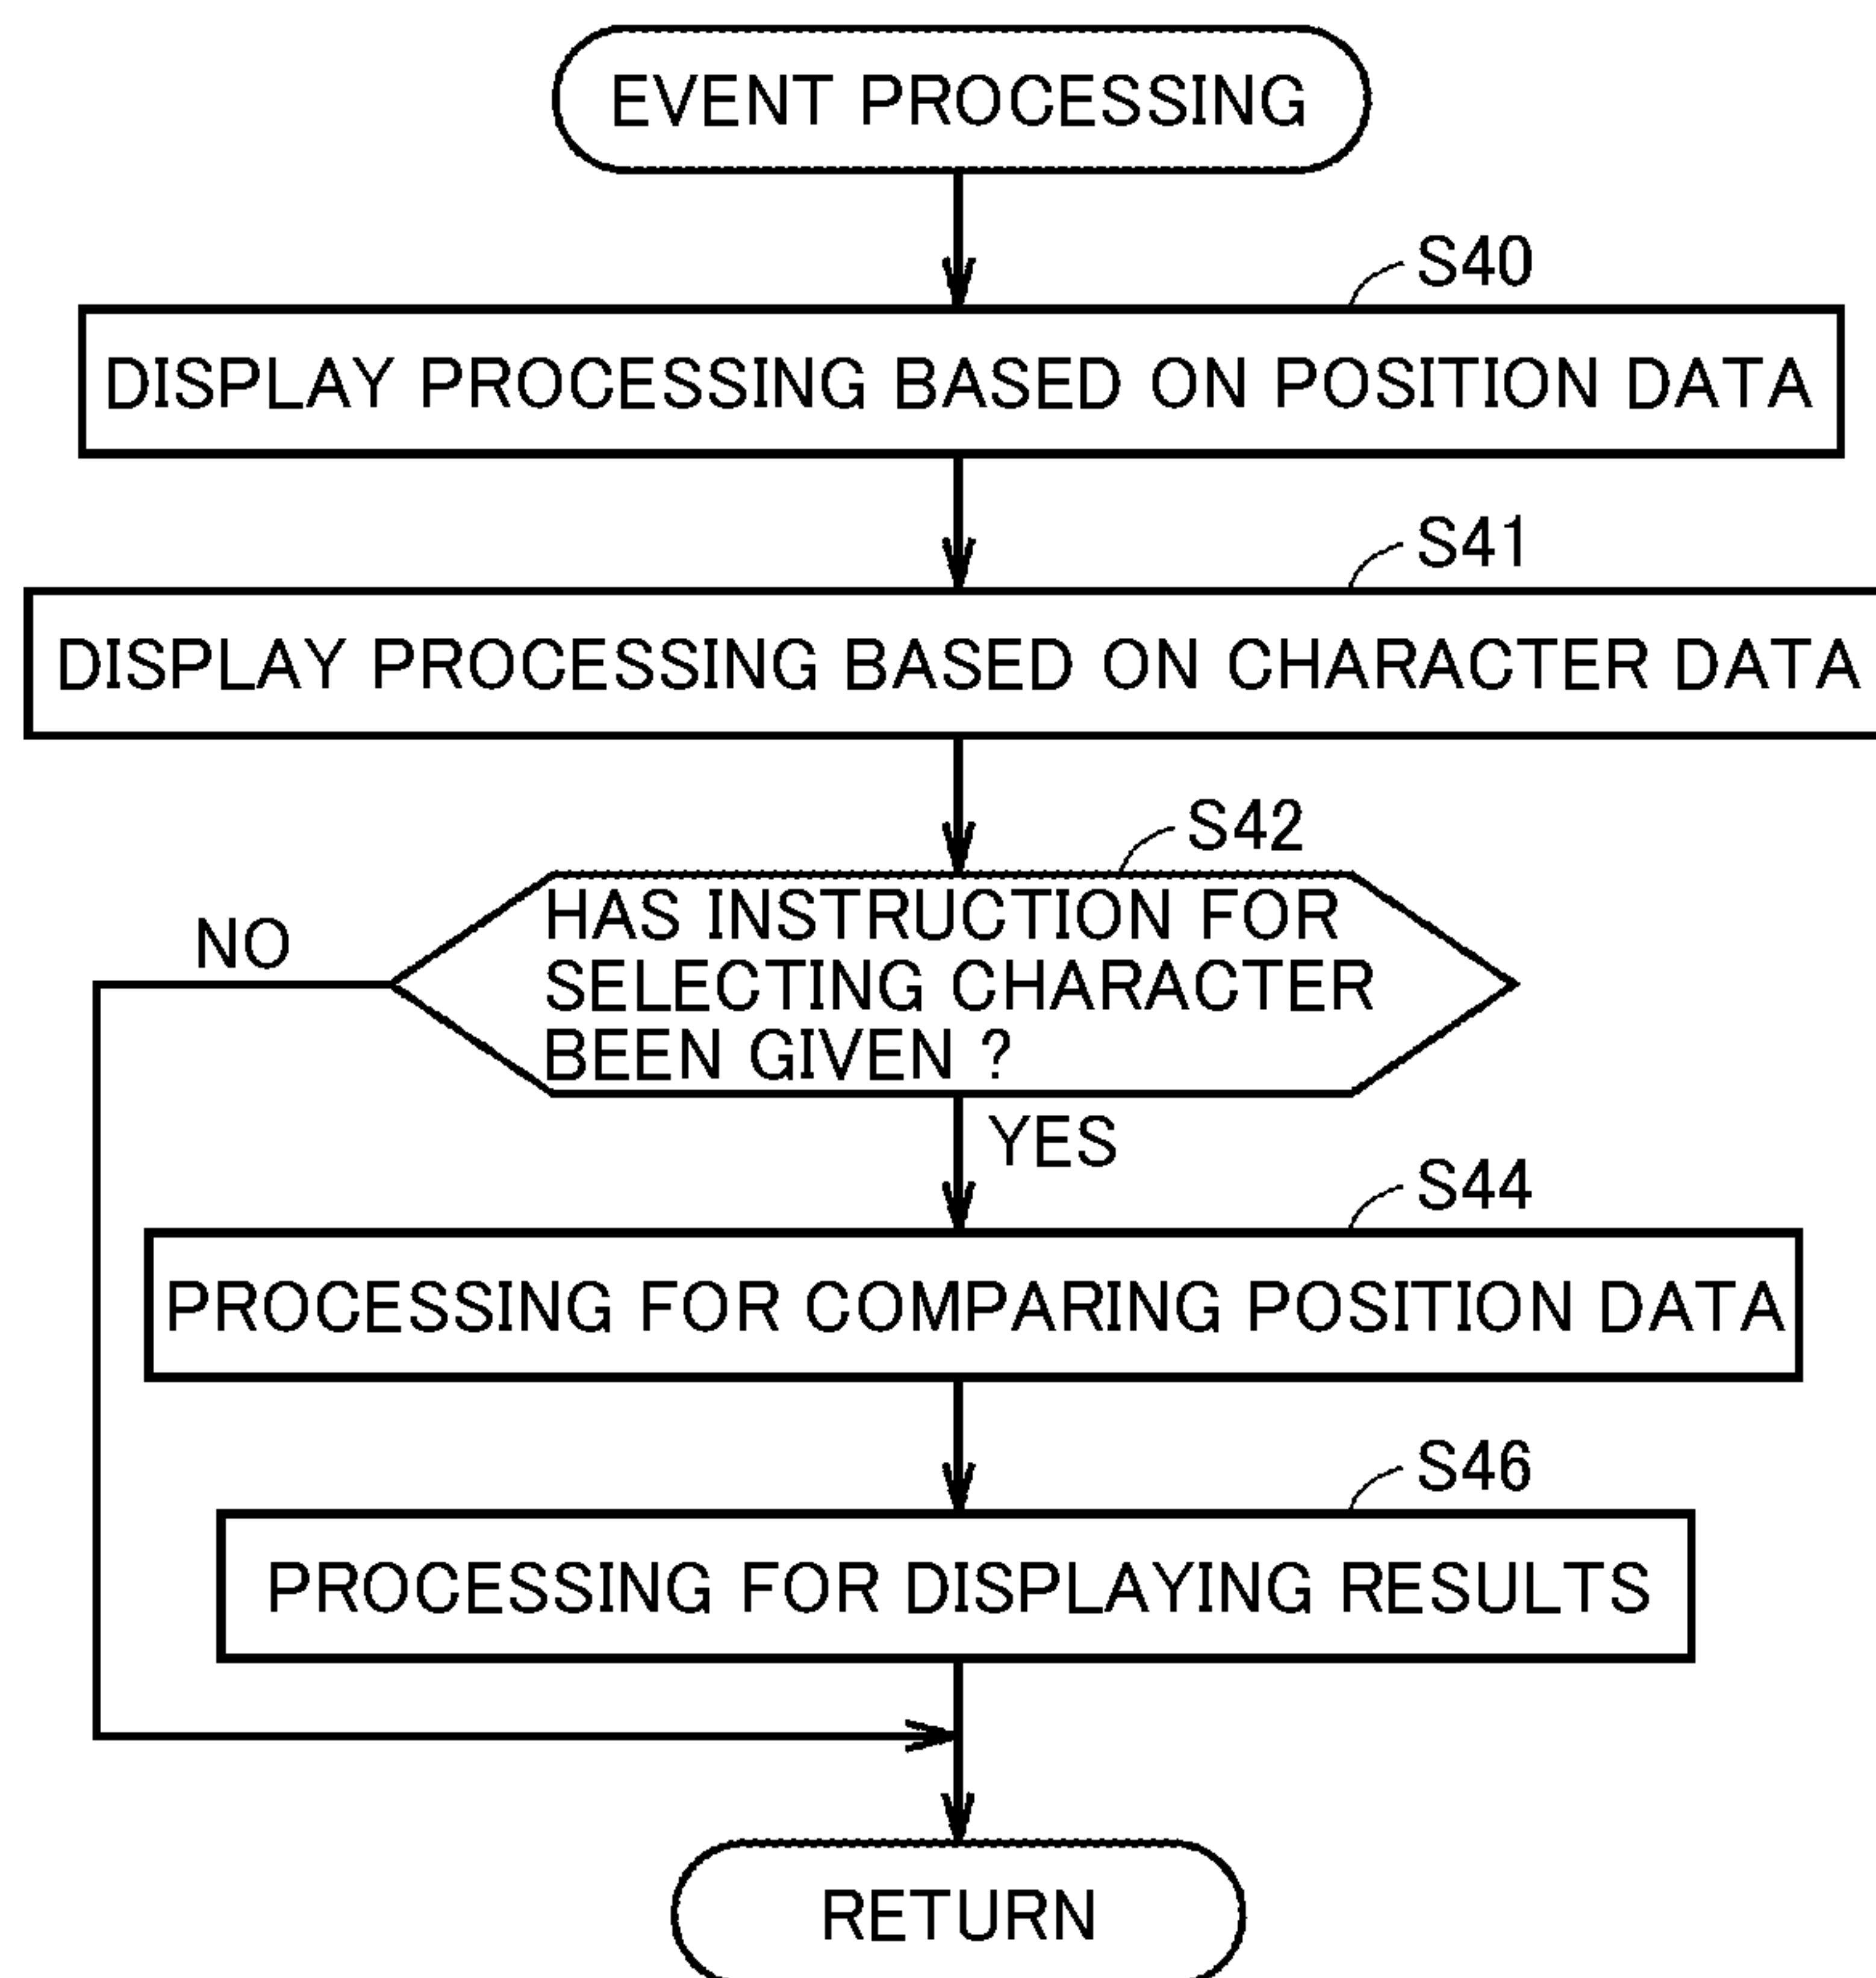 EVENT PROCESSING
S40
DISPLAY PROCESSING BASED ON POSITION DATA
S41
DISPLAY PROCESSING BASED ON CHARACTER DATA
S42
HAS INSTRUCTION FOR
SELECTING CHARACTER
BEEN GIVEN ?
NO
YES
S44
PROCESSING FOR COMPARING POSITION DATA
S46
PROCESSING FOR DISPLAYING RESULTS
RETURN